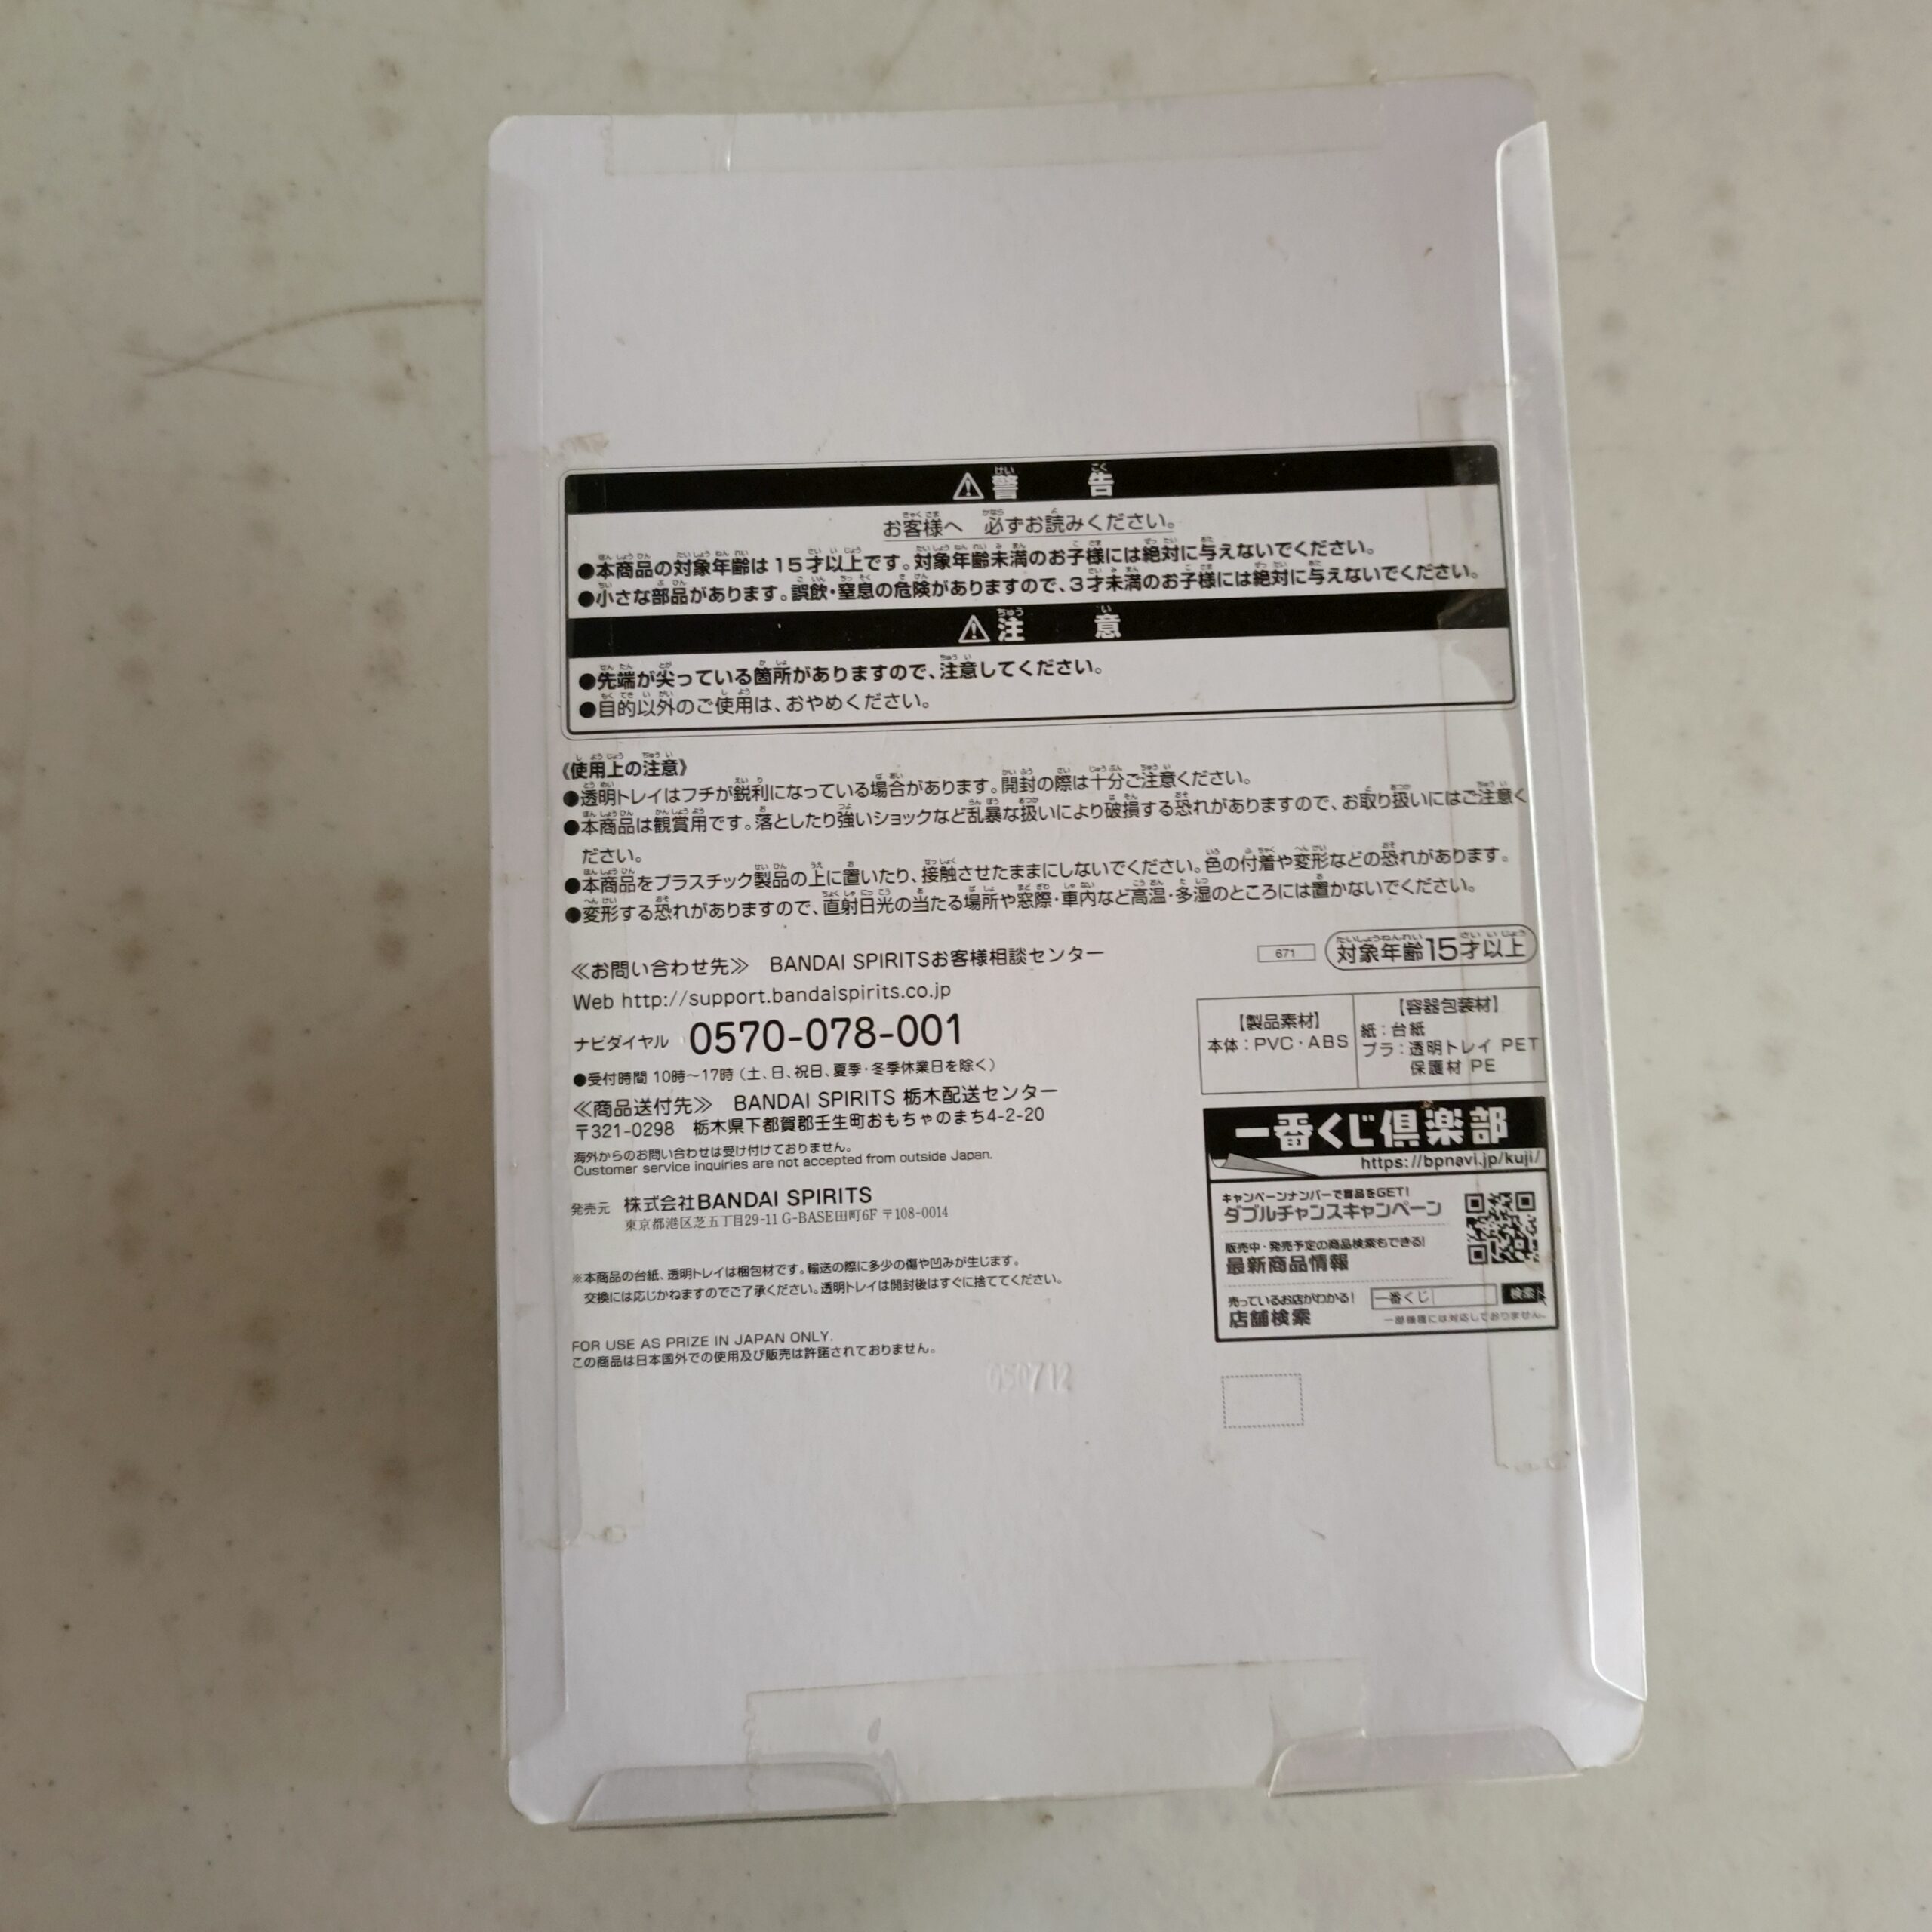 ⚠警告
お客様へ 必ずお読みください。
●本商品の対象年齢は15才以上です。対象年齢未満のお子様には絶対に与えないでください。
●小さな部品があります。誤飲・窒息の危険がありますので、3才未満のお子様には絶対に与えないでください。
⚠注意
●先端が尖っている箇所がありますので、注意してください。
●目的以外のご使用は、おやめください。
《使用上の注意》
●透明トレイはフチが鋭利になっている場合があります。開封の際は十分ご注意ください。
●本商品は観賞用です。落としたり強いショックなど乱暴な扱いにより破損する恐れがありますので、お取り扱いにはご注意く
ださい。
●本商品をプラスチック製品の上に置いたり、接触させたままにしないでください。色の付着や変形などの恐れがあります。
●変形する恐れがありますので、直射日光の当たる場所や窓際・車内など高温・多湿のところには置かないでください。
≪お問い合わせ先≫ BANDAI SPIRITSお客様相談センター
Web http://support.bandaispirits.co.jp
ナビダイヤル 0570-078-001
●受付時間 10時～17時（土、日、祝日、夏季・冬季休業日を除く）
≪商品送付先≫ BANDAI SPIRITS 栃木配送センター
〒321-0298 栃木県下都賀郡壬生町おもちゃのまち4-2-20
海外からのお問い合わせは受け付けておりません。
Customer service inquiries are not accepted from outside Japan.
発売元 株式会社BANDAI SPIRITS
東京都港区芝五丁目29-11 G-BASE田町6F 〒108-0014
※本商品の台紙、透明トレイは梱包材です。輸送の際に多少の傷や凹みが生じます。
交換には応じかねますのでご了承ください。透明トレイは開封後はすぐに捨ててください。
FOR USE AS PRIZE IN JAPAN ONLY.
この商品は日本国外での使用及び販売は許諾されておりません。
671
対象年齢15才以上
【製品素材】
本体：PVC・ABS
【容器包装材】
紙：台紙
プラ：透明トレイ PET
保護材 PE
一番くじ倶楽部
https://bpnavi.jp/kuji/
キャンペーンナンバーで賞品をGET!
ダブルチャンスキャンペーン
販売中・発売予定の商品検索もできる!
最新商品情報
売っているお店がわかる!
店舗検索
一番くじ
検索
一部機種には対応しておりません。